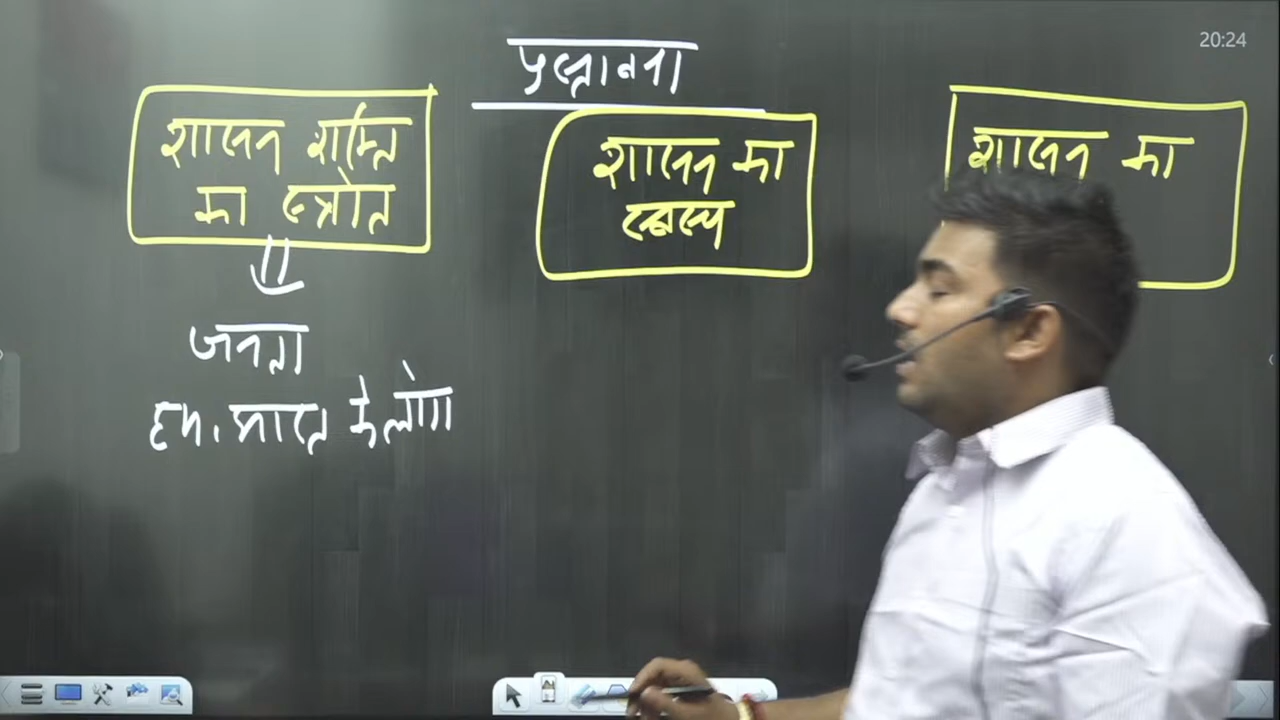 20:24
प्रस्तावना
शासन शक्ति
का स्त्रोत
शासन का
स्वरूप
शासन का
जनता
हम, भारत के लोग